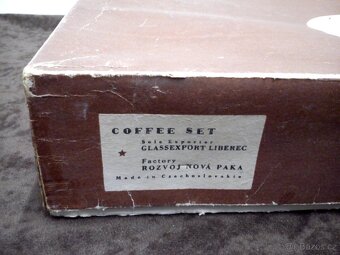 COFFEE SET
Sole Exporter
GLASSEXPORT LIBEREC
Factory
ROZVOJ NOVÁ PAKA
Made in Czechoslovakia